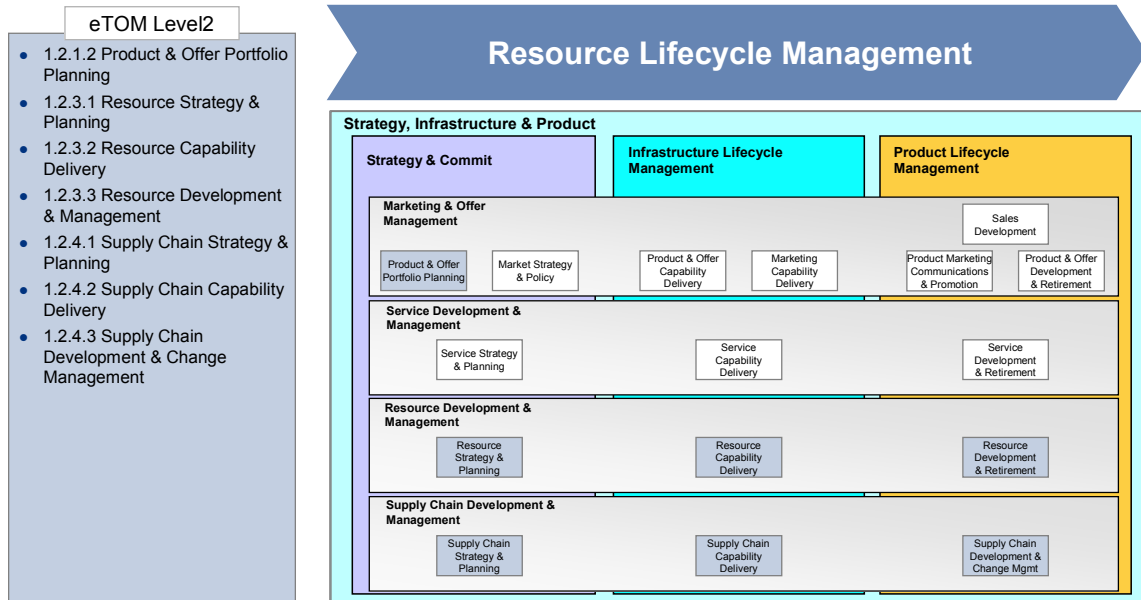 eTOM Level2
• 1.2.1.2 Product & Offer Portfolio
Planning
• 1.2.3.1 Resource Strategy &
Planning
• 1.2.3.2 Resource Capability
Delivery
• 1.2.3.3 Resource Development
& Management
• 1.2.4.1 Supply Chain Strategy &
Planning
• 1.2.4.2 Supply Chain Capability
Delivery
• 1.2.4.3 Supply Chain
Development & Change
Management
Resource Lifecycle Management
Strategy, Infrastructure & Product
Strategy & Commit
Infrastructure Lifecycle
Management
Product Lifecycle
Management
Marketing & Offer
Management
Sales
Development
Product & Offer
Portfolio Planning
Market Strategy
& Policy
Product & Offer
Capability
Delivery
Marketing
Capability
Delivery
Product Marketing
Communications
& Promotion
Product & Offer
Development
& Retirement
Service Development &
Management
Service Strategy
& Planning
Service
Capability
Delivery
Service
Development
& Retirement
Resource Development &
Management
Resource
Strategy &
Planning
Resource
Capability
Delivery
Resource
Development
& Retirement
Supply Chain Development &
Management
Supply Chain
Strategy &
Planning
Supply Chain
Capability
Delivery
Supply Chain
Development &
Change Mgmt